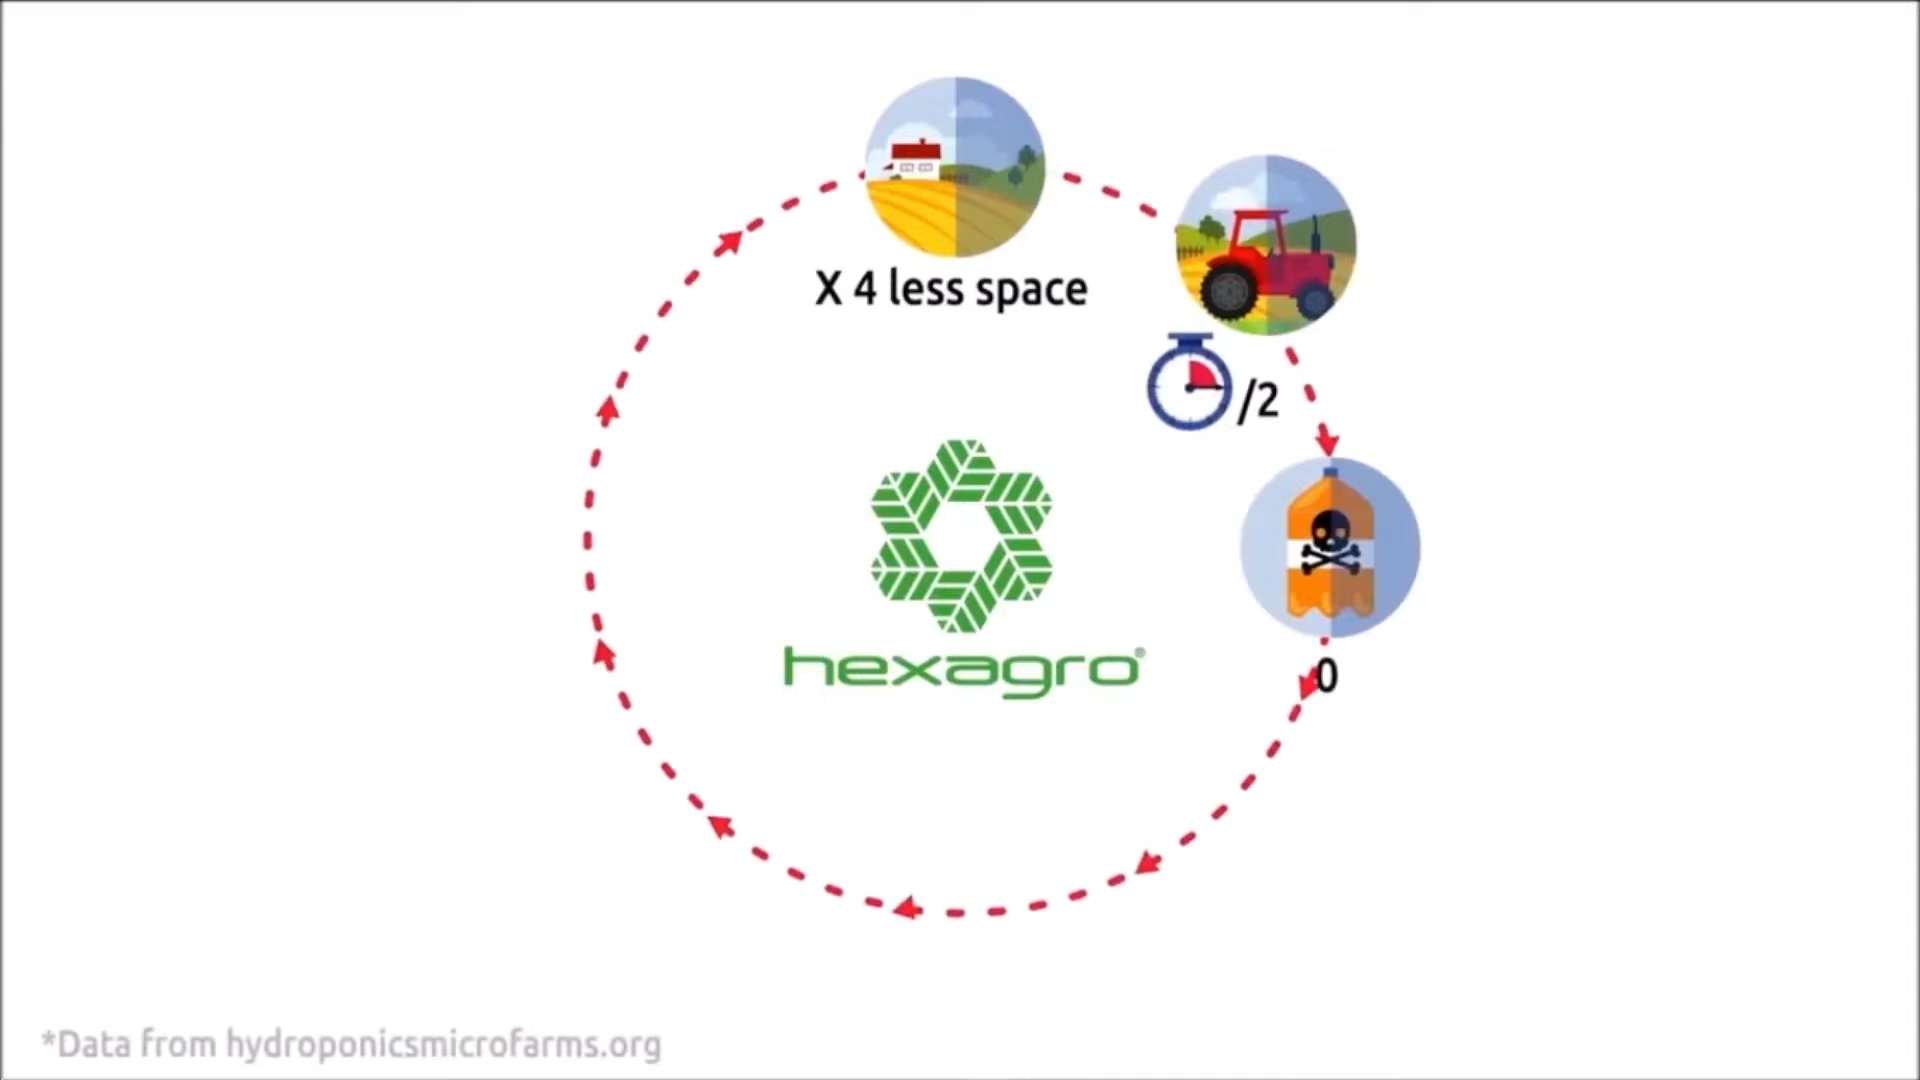 X 4 less space
/2
0
hexagro®
*Data from hydroponicsmicrofarms.org